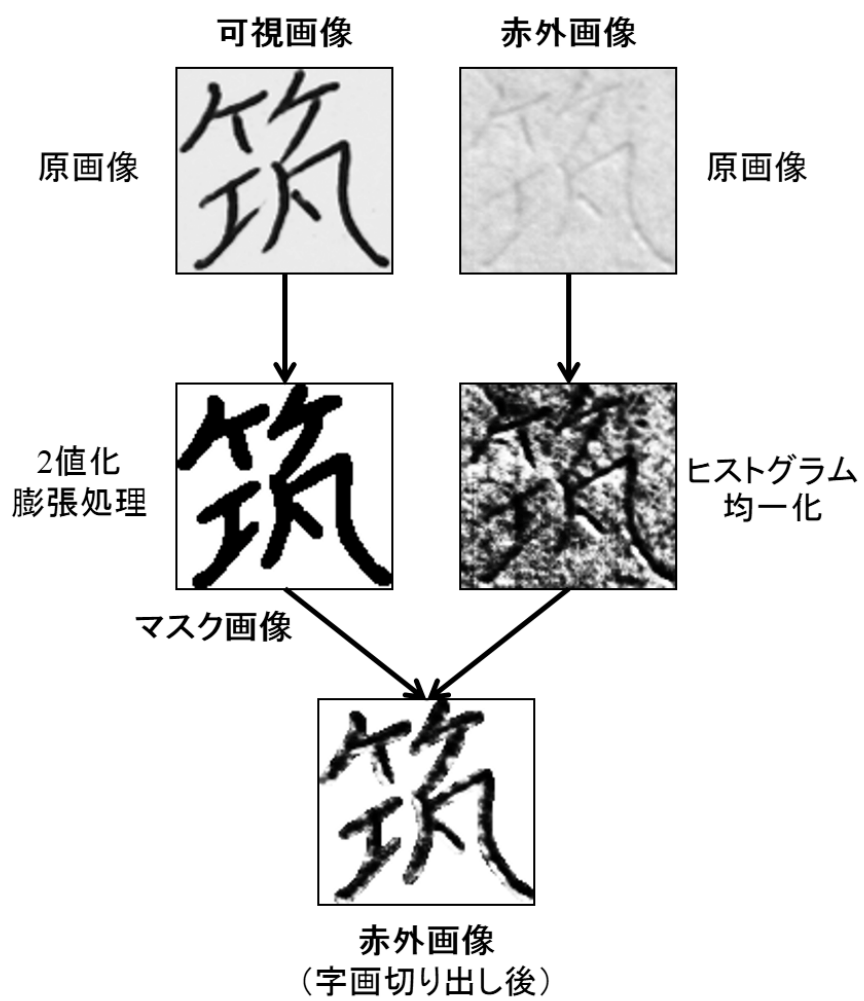 可視画像
赤外画像
原画像
原画像
筑
筑
2値化
膨張処理
筑
筑
ヒストグラム
均一化
マスク画像
筑
赤外画像
（字画切り出し後）